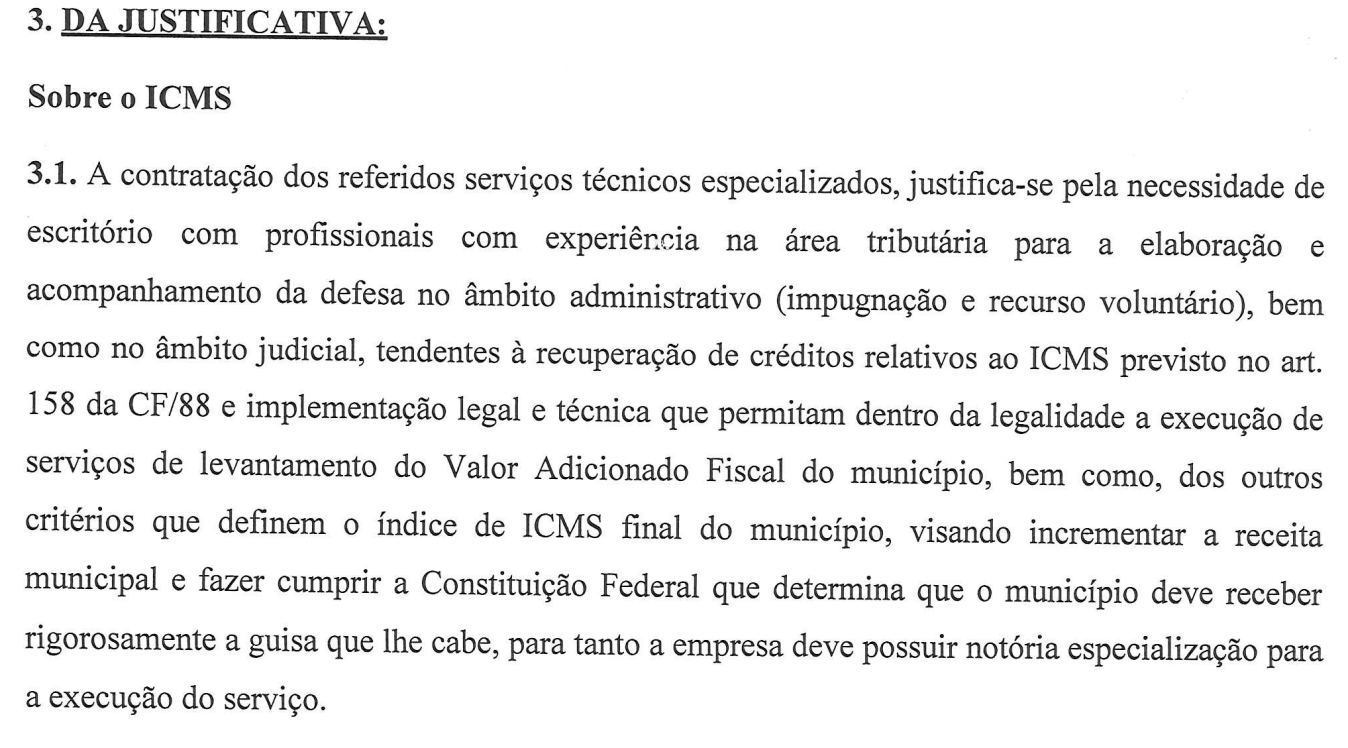 3. DA JUSTIFICATIVA:
Sobre o ICMS
3.1. A contratação dos referidos serviços técnicos especializados, justifica-se pela necessidade de
escritório com profissionais com experiência na área tributária para a elaboração e
acompanhamento da defesa no âmbito administrativo (impugnação e recurso voluntário), bem
como no âmbito judicial, tendentes à recuperação de créditos relativos ao ICMS previsto no art.
158 da CF/88 e implementação legal e técnica que permitam dentro da legalidade a execução de
serviços de levantamento do Valor Adicionado Fiscal do município, bem como, dos outros
critérios que definem o índice de ICMS final do município, visando incrementar a receita
municipal e fazer cumprir a Constituição Federal que determina que o município deve receber
rigorosamente a guisa que lhe cabe, para tanto a empresa deve possuir notória especialização para
a execução do serviço.